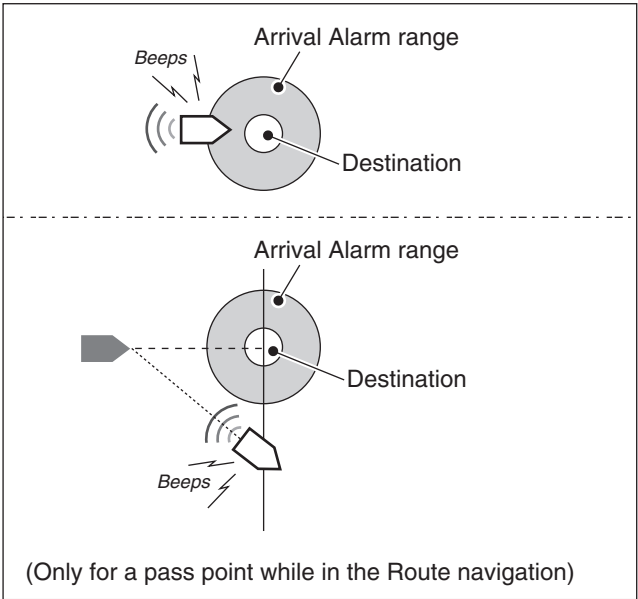 Arrival Alarm range
Beeps
Destination
Arrival Alarm range
Destination
Beeps
(Only for a pass point while in the Route navigation)